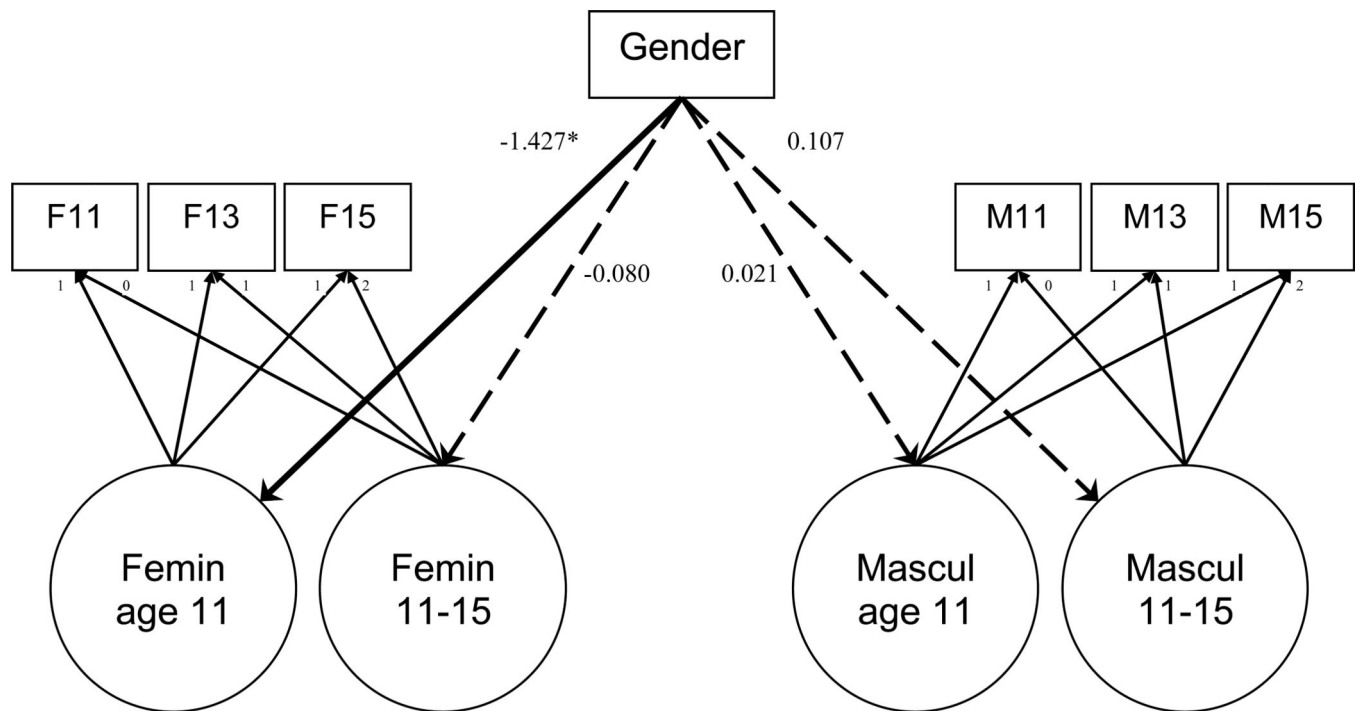 Gender
-1.427*
0.107
F11
F13
F15
M11
M13
M15
-0.080
0.021
1 0 1 1 1 2
1 0 1 1 1 2
Femin
age 11
Femin
11-15
Mascul
age 11
Mascul
11-15